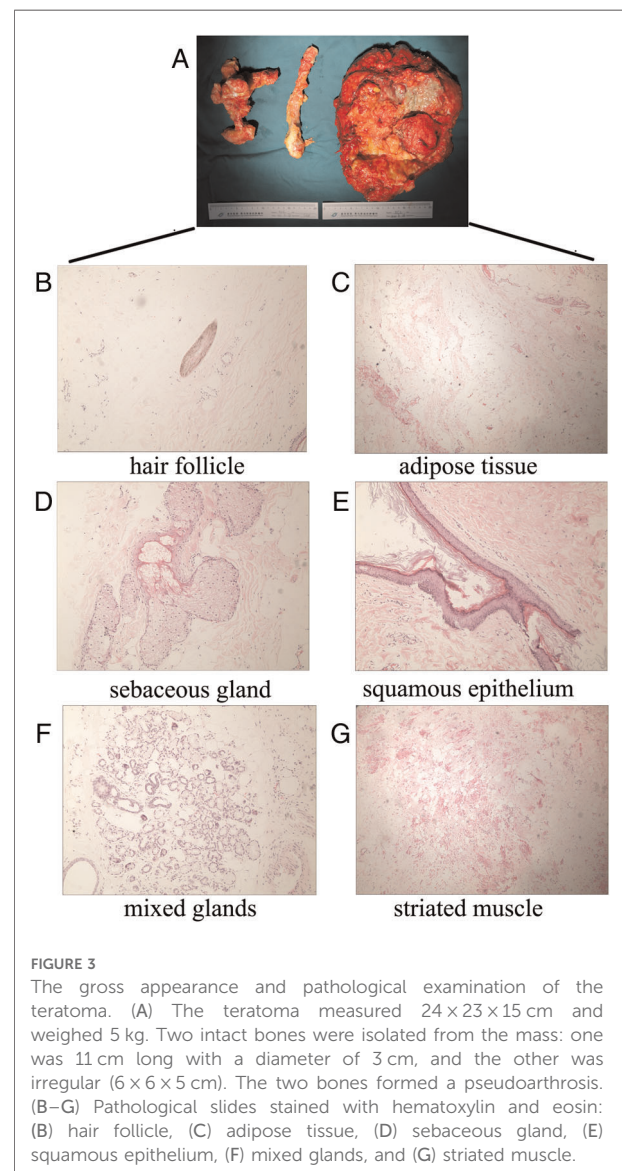 A
B
C
hair follicle
adipose tissue
D
E
sebaceous gland
squamous epithelium
F
G
mixed glands
striated muscle
FIGURE 3
The gross appearance and pathological examination of the
teratoma. (A) The teratoma measured 24 × 23 × 15 cm and
weighed 5 kg. Two intact bones were isolated from the mass: one
was 11 cm long with a diameter of 3 cm, and the other was
irregular (6 × 6 × 5 cm). The two bones formed a pseudoarthrosis.
(B–G) Pathological slides stained with hematoxylin and eosin:
(B) hair follicle, (C) adipose tissue, (D) sebaceous gland, (E)
squamous epithelium, (F) mixed glands, and (G) striated muscle.